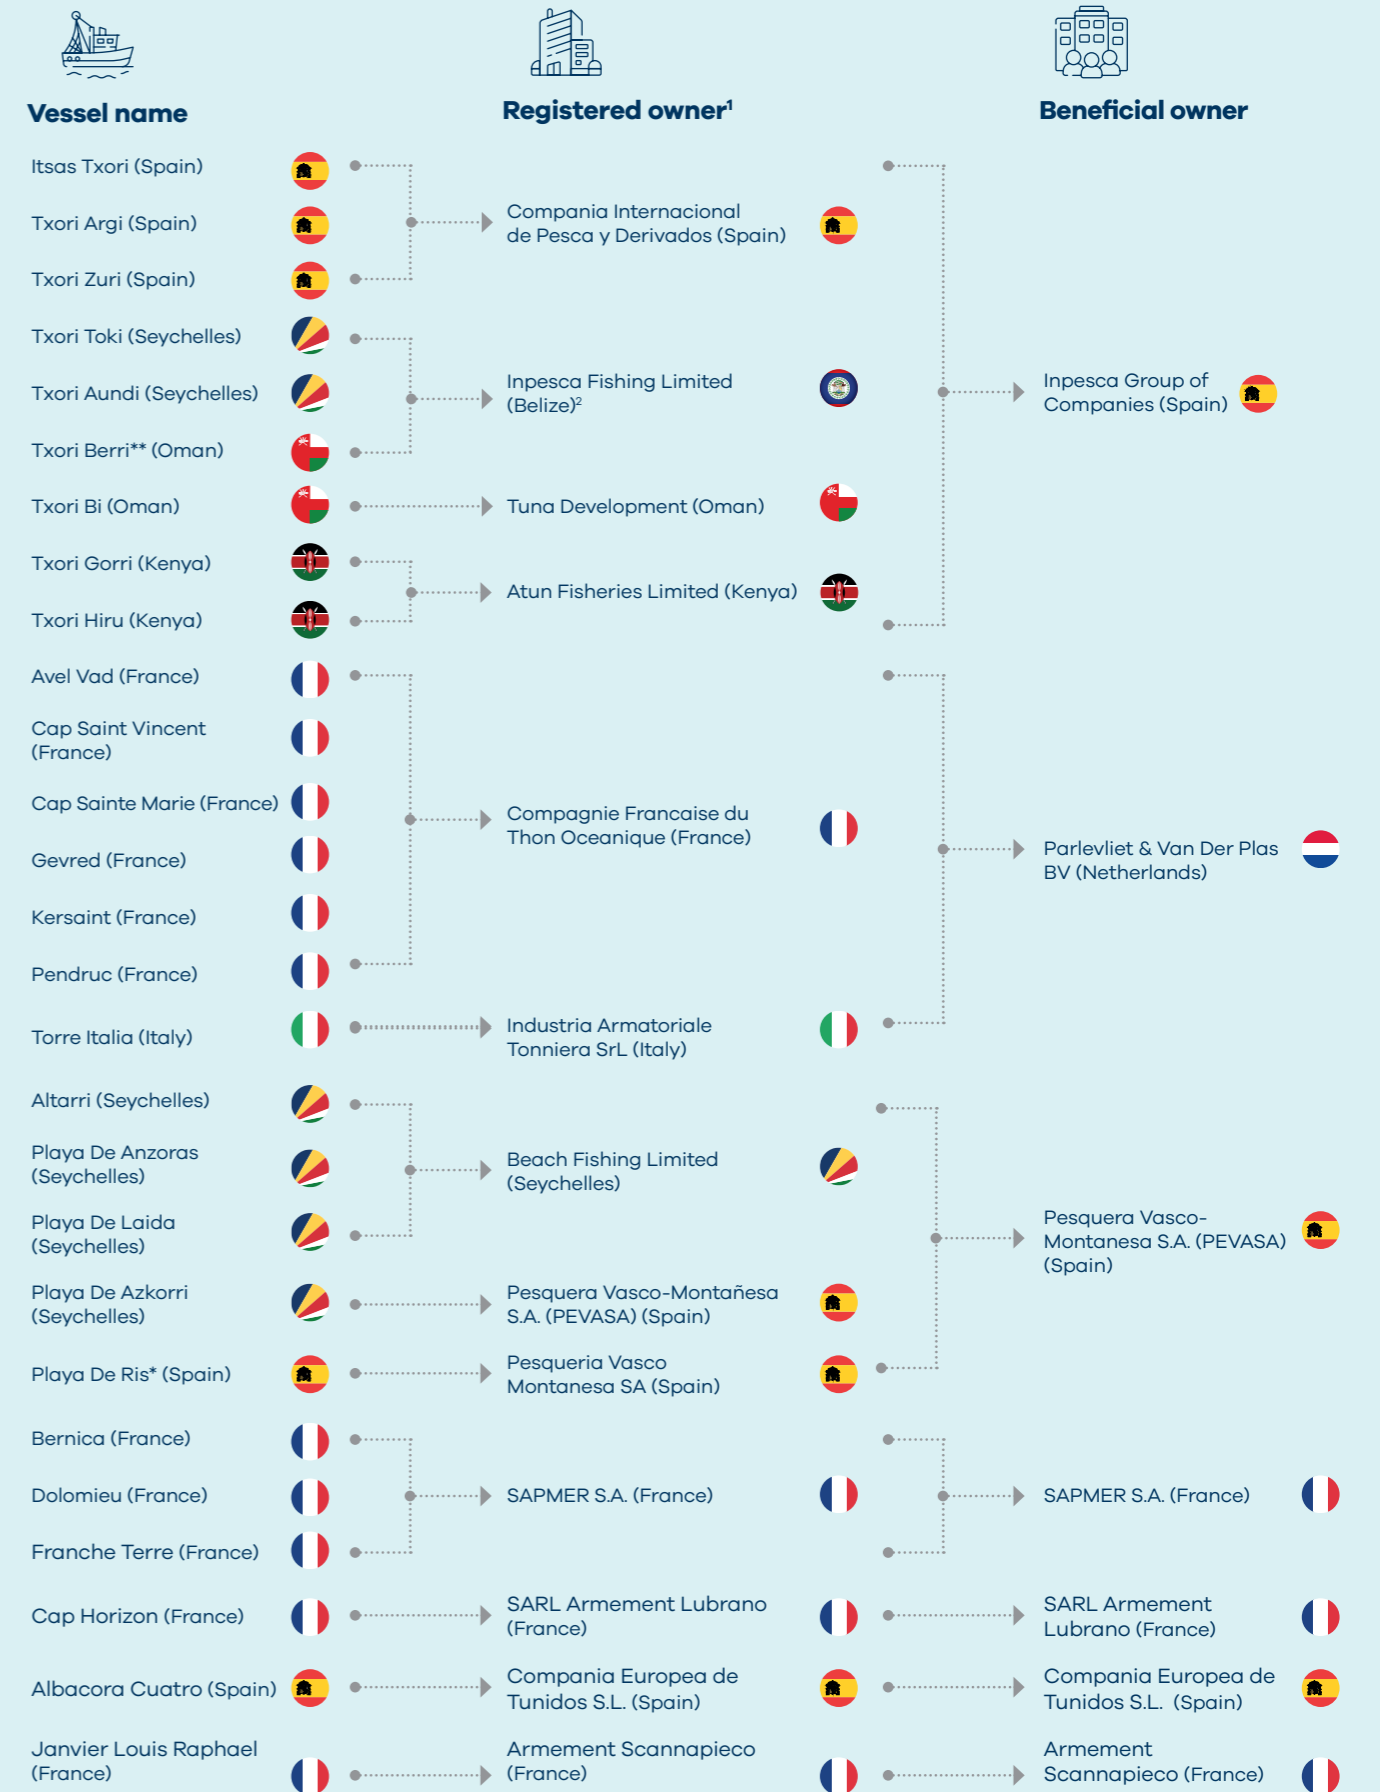 Vessel name
Registered owner¹
Beneficial owner
Itsas Txori (Spain)
Txori Argi (Spain)
Txori Zuri (Spain)
Compania Internacional
de Pesca y Derivados (Spain)
Txori Toki (Seychelles)
Txori Aundi (Seychelles)
Txori Berri** (Oman)
Inpesca Fishing Limited
(Belize)²
Inpesca Group of
Companies (Spain)
Txori Bi (Oman)
Tuna Development (Oman)
Txori Gorri (Kenya)
Txori Hiru (Kenya)
Atun Fisheries Limited (Kenya)
Avel Vad (France)
Cap Saint Vincent
(France)
Cap Sainte Marie (France)
Gevred (France)
Kersaint (France)
Pendruc (France)
Compagnie Francaise du
Thon Oceanique (France)
Parlevliet & Van Der Plas
BV (Netherlands)
Torre Italia (Italy)
Industria Armatoriale
Tonniera SrL (Italy)
Altarri (Seychelles)
Playa De Anzoras
(Seychelles)
Playa De Laida
(Seychelles)
Beach Fishing Limited
(Seychelles)
Pesquera Vasco-
Montanesa S.A. (PEVASA)
(Spain)
Playa De Azkorri
(Seychelles)
Pesquera Vasco-Montañesa
S.A. (PEVASA) (Spain)
Playa De Ris* (Spain)
Pesqueria Vasco
Montanesa SA (Spain)
Bernica (France)
Dolomieu (France)
Franche Terre (France)
SAPMER S.A. (France)
SAPMER S.A. (France)
Cap Horizon (France)
SARL Armement Lubrano
(France)
SARL Armement
Lubrano (France)
Albacora Cuatro (Spain)
Compania Europea de
Tunidos S.L. (Spain)
Compania Europea de
Tunidos S.L. (Spain)
Janvier Louis Raphael
(France)
Armement Scannapieco
(France)
Armement
Scannapieco (France)